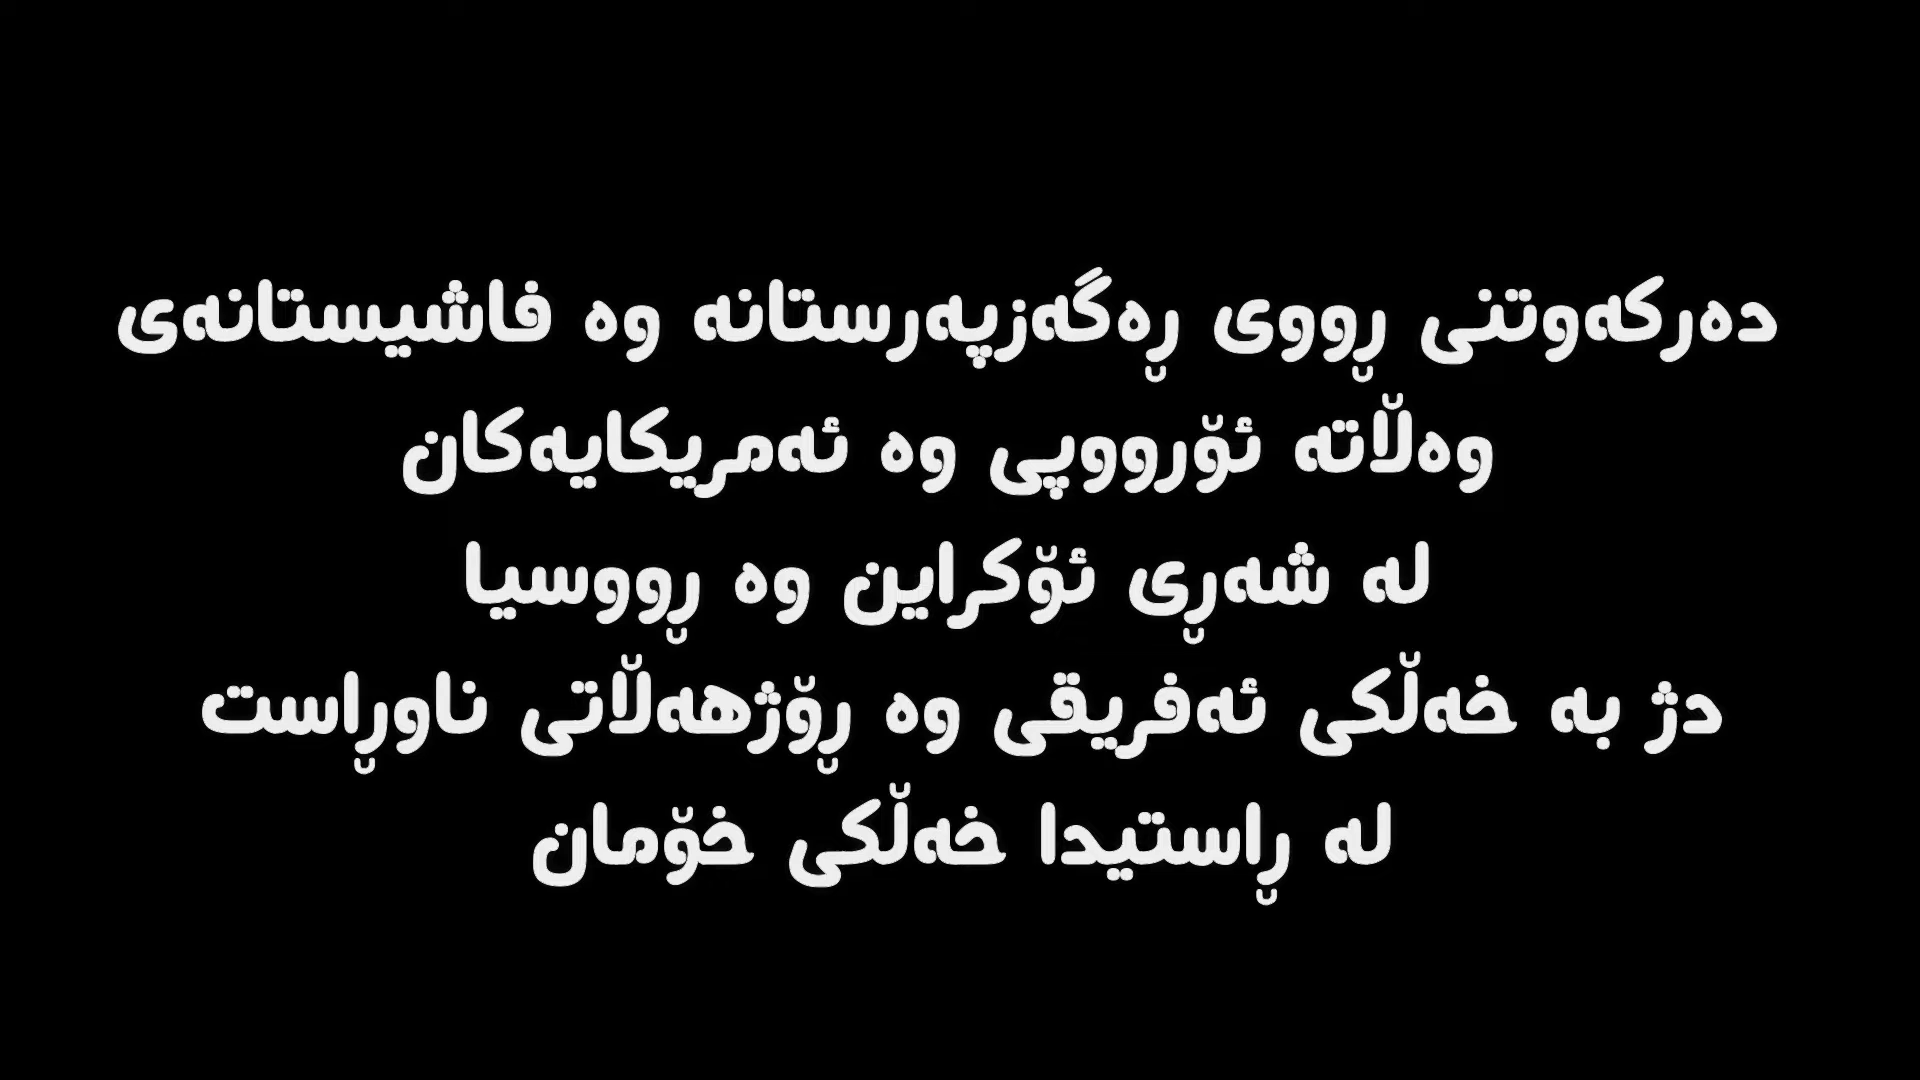 دەرکەوتنی ڕووی ڕەگەزپەرستانە وە فاشیستانەی
وەڵاتە ئۆرووپی وە ئەمریکایەکان
لە شەڕی ئۆکراین وە ڕووسیا
دژ بە خەڵکی ئەفریقی وە ڕۆژهەڵاتی ناوڕاست
لە ڕاستیدا خەڵکی خۆمان